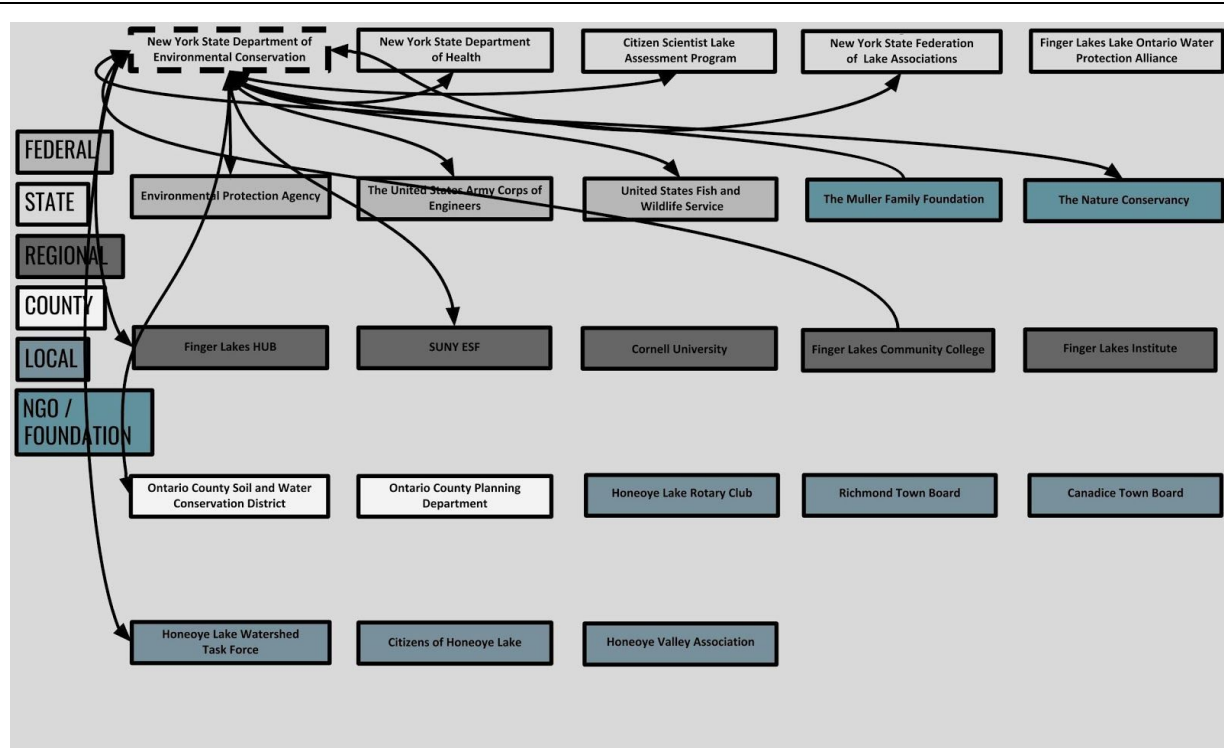 New York State Department of
Environmental Conservation
New York State Department
of Health
Citizen Scientist Lake
Assessment Program
New York State Federation
of Lake Associations
Finger Lakes Lake Ontario Water
Protection Alliance
FEDERAL
STATE
REGIONAL
COUNTY
LOCAL
NGO /
FOUNDATION
Environmental Protection Agency
The United States Army Corps of
Engineers
United States Fish and
Wildlife Service
The Muller Family Foundation
The Nature Conservancy
Finger Lakes HUB
SUNY ESF
Cornell University
Finger Lakes Community College
Finger Lakes Institute
Ontario County Soil and Water
Conservation District
Ontario County Planning
Department
Honeoye Lake Rotary Club
Richmond Town Board
Canadice Town Board
Honeoye Lake Watershed
Task Force
Citizens of Honeoye Lake
Honeoye Valley Association